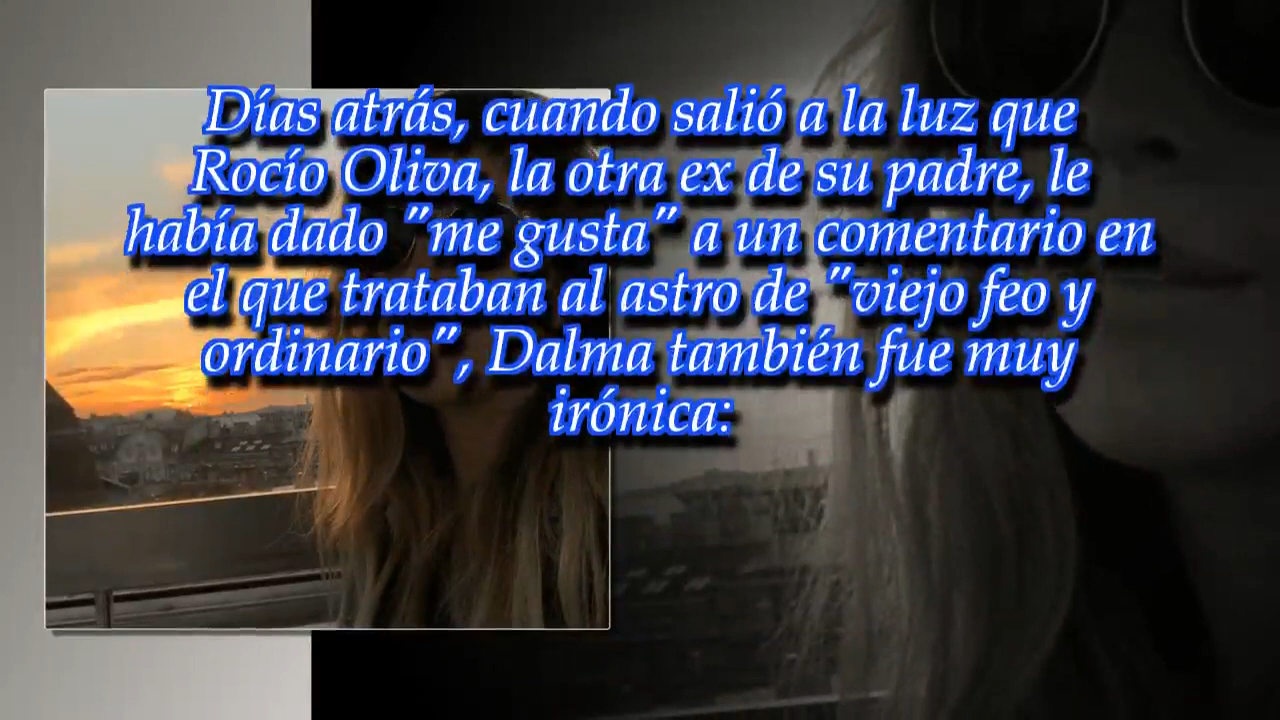 Días atrás, cuando salió a la luz que
Rocío Oliva, la otra ex de su padre, le
había dado "me gusta" a un comentario en
el que trataban al astro de "viejo feo y
ordinario", Dalma también fue muy
irónica: